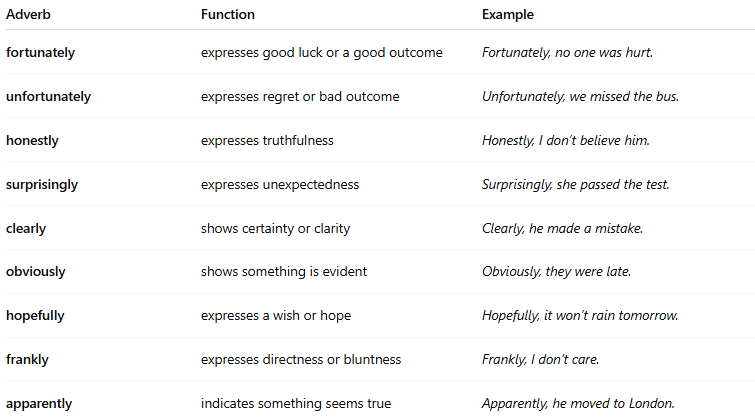 Adverb Function Example
fortunately expresses good luck or a good outcome Fortunately, no one was hurt.
unfortunately expresses regret or bad outcome Unfortunately, we missed the bus.
honestly expresses truthfulness Honestly, I don’t believe him.
surprisingly expresses unexpectedness Surprisingly, she passed the test.
clearly shows certainty or clarity Clearly, he made a mistake.
obviously shows something is evident Obviously, they were late.
hopefully expresses a wish or hope Hopefully, it won’t rain tomorrow.
frankly expresses directness or bluntness Frankly, I don’t care.
apparently indicates something seems true Apparently, he moved to London.